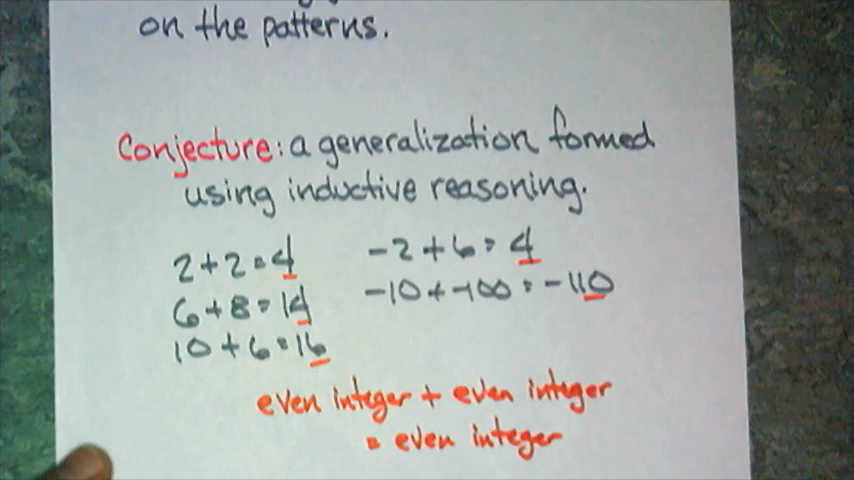 on the patterns.
Conjecture: a generalization formed
using inductive reasoning.
2+2=4
6+8=14
10+6=16
-2+6=4
-10+-100=-110
even integer + even integer
= even integer